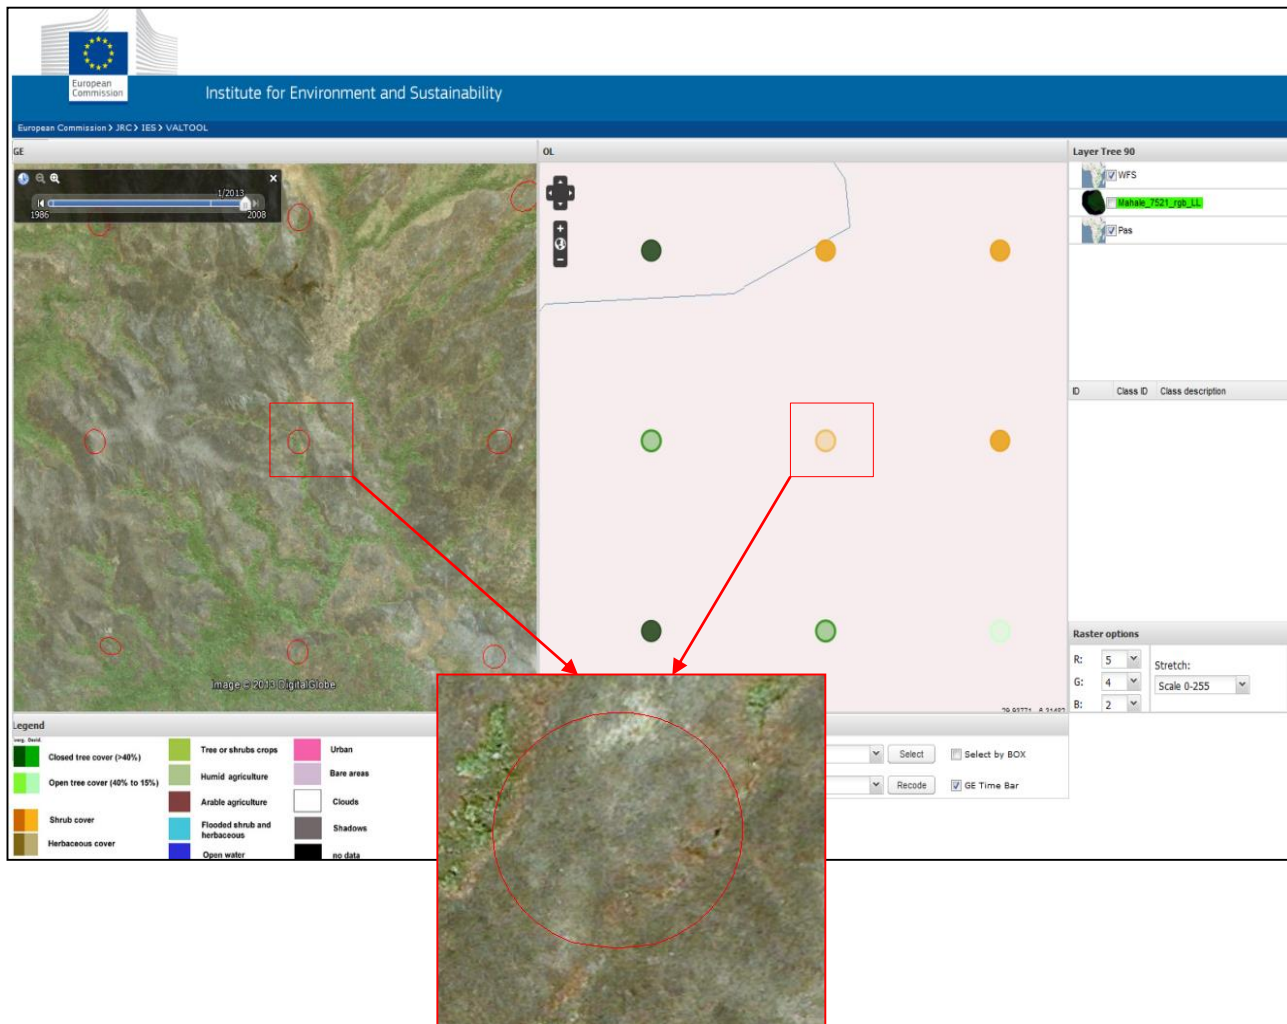 European
Commission
Institute for Environment and Sustainability
European Commission > JRC > IES > VALTOOL
GE
OL
Layer Tree 90
1/2013
1986
2008
WFS
Mahale_7521_rgb_LL
Pas
ID Class ID Class description
Image © 2013 DigitalGlobe
Raster options
R: 5
G: 4
B: 2
Stretch:
Scale 0-255
Legend
Closed tree cover (>40%)
Open tree cover (40% to 15%)
Shrub cover
Herbaceous cover
Tree or shrubs crops
Humid agriculture
Arable agriculture
Flooded shrub and
herbaceous
Open water
Urban
Bare areas
Clouds
Shadows
no data
Select
Select by BOX
Recode
GE Time Bar